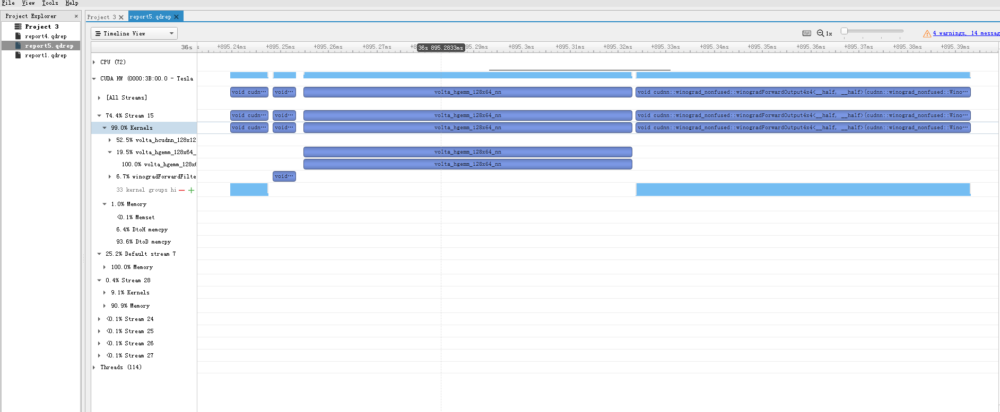 File View Tools Help
Project Explorer ×
Project 3
report4.qdrep
report5.qdrep
report1.qdrep
Project 3 × report5.qdrep ×
Timeline View
1x
4 warnings, 14 messag
36s
s +895.24ms +895.25ms +895.26ms +895.27ms +8 36s 895.2833ms 895.29ms +895.3ms +895.31ms +895.32ms +895.33ms +895.34ms +895.35ms +895.36ms +895.37ms +895.38ms +895.39ms
CPU (72)
CUDA HW (0000:3B:00.0 - Tesla
[All Streams]
void cudn··· void··· volta_hgemm_128x64_nn void cudnn::winograd_nonfused::winogradForwardOutput4x4<__half, __half>(cudnn::winograd_nonfused::Wino···
74.4% Stream 15
void cudn··· void··· volta_hgemm_128x64_nn void cudnn::winograd_nonfused::winogradForwardOutput4x4<__half, __half>(cudnn::winograd_nonfused::Wino···
99.0% Kernels
void cudn··· void··· volta_hgemm_128x64_nn void cudnn::winograd_nonfused::winogradForwardOutput4x4<__half, __half>(cudnn::winograd_nonfused::Wino···
52.5% volta_hcudnn_128x12
19.5% volta_hgemm_128x64_
volta_hgemm_128x64_nn
100.0% volta_hgemm_128x6
volta_hgemm_128x64_nn
6.7% winogradForwardFilte
void···
33 kernel groups hi
1.0% Memory
<0.1% Memset
6.4% DtoH memcpy
93.6% DtoD memcpy
25.2% Default stream 7
100.0% Memory
0.4% Stream 28
9.1% Kernels
90.9% Memory
<0.1% Stream 24
<0.1% Stream 25
<0.1% Stream 26
<0.1% Stream 27
Threads (114)